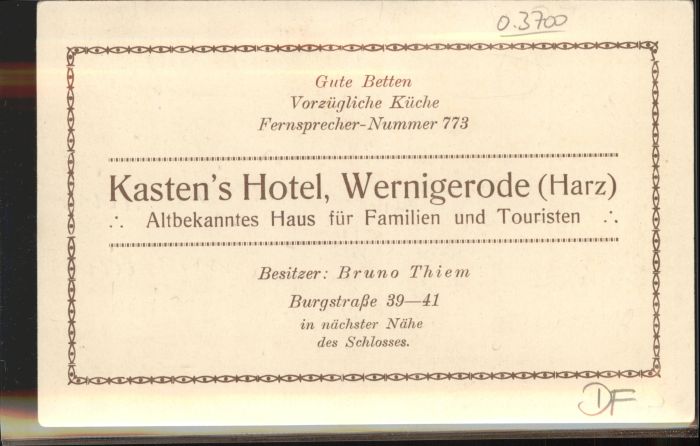 0.3700
Gute Betten
Vorzügliche Küche
Fernsprecher-Nummer 773
Kasten's Hotel, Wernigerode (Harz)
∴ Altbekanntes Haus für Familien und Touristen ∴
Besitzer: Bruno Thiem
Burgstraße 39—41
in nächster Nähe
des Schlosses.
DF